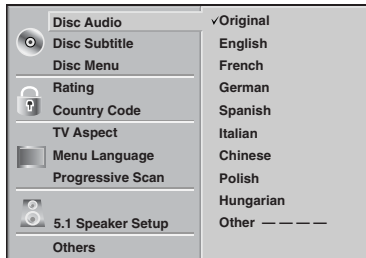 Disc Audio
Disc Subtitle
Disc Menu
Rating
Country Code
TV Aspect
Menu Language
Progressive Scan
5.1 Speaker Setup
Others
✓Original
English
French
German
Spanish
Italian
Chinese
Polish
Hungarian
Other — — — —